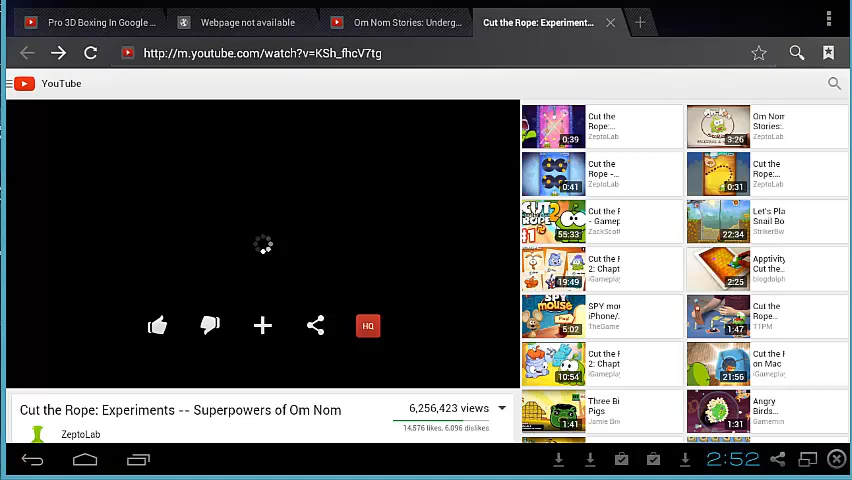 Pro 3D Boxing In Google ...
Webpage not available
Om Nom Stories: Underg...
Cut the Rope: Experiment...
http://m.youtube.com/watch?v=KSh_fhcV7tg
YouTube
HQ
Cut the Rope: Experiments -- Superpowers of Om Nom
6,256,423 views
14,576 likes, 6,096 dislikes
ZeptoLab
0:39
Cut the
Rope:...
ZeptoLab
3:26
Om Nom
Stories:
ZeptoLab
0:41
Cut the
Rope -...
ZeptoLab
0:31
Cut the
Rope:
ZeptoLab
55:33
Cut the R
- Gamep
ZackScott
22:34
Let's Pla
Snail Bo
StrikerBw
19:49
Cut the F
2: Chapt
iGameplay
2:25
Apptivity
Cut the...
blogdolph
SPY
MOUSE
5:02
SPY mou
iPhone/.
TheGame
1:47
Cut the
Rope...
TTPM
10:54
Cut the F
2: Chapt
iGameplay
21:56
Cut the F
on Mac
iGameplay
1:41
Three Bi
Pigs
Jamie Bro
1:31
Angry
Birds...
Gamemin
2:52